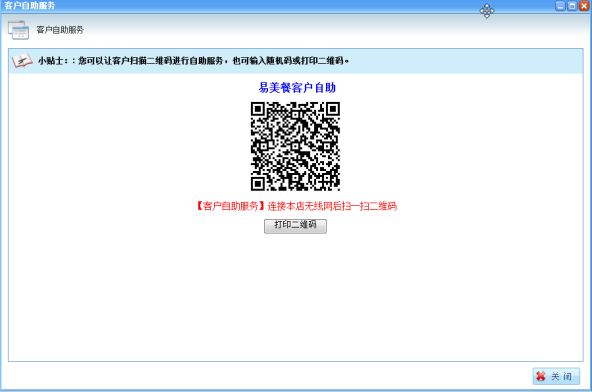 客户自助服务
客户自助服务
小贴士：：您可以让客户扫描二维码进行自助服务，也可输入随机码或打印二维码。
易美餐客户自助
【客户自助服务】连接本店无线网后扫一扫二维码
打印二维码
关 闭